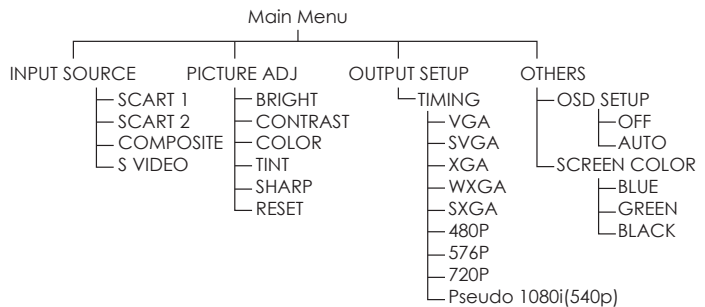 Main Menu
INPUT SOURCE
SCART 1
SCART 2
COMPOSITE
S VIDEO
PICTURE ADJ
BRIGHT
CONTRAST
COLOR
TINT
SHARP
RESET
OUTPUT SETUP
TIMING
VGA
SVGA
XGA
WXGA
SXGA
480P
576P
720P
Pseudo 1080i(540p)
OTHERS
OSD SETUP
OFF
AUTO
SCREEN COLOR
BLUE
GREEN
BLACK